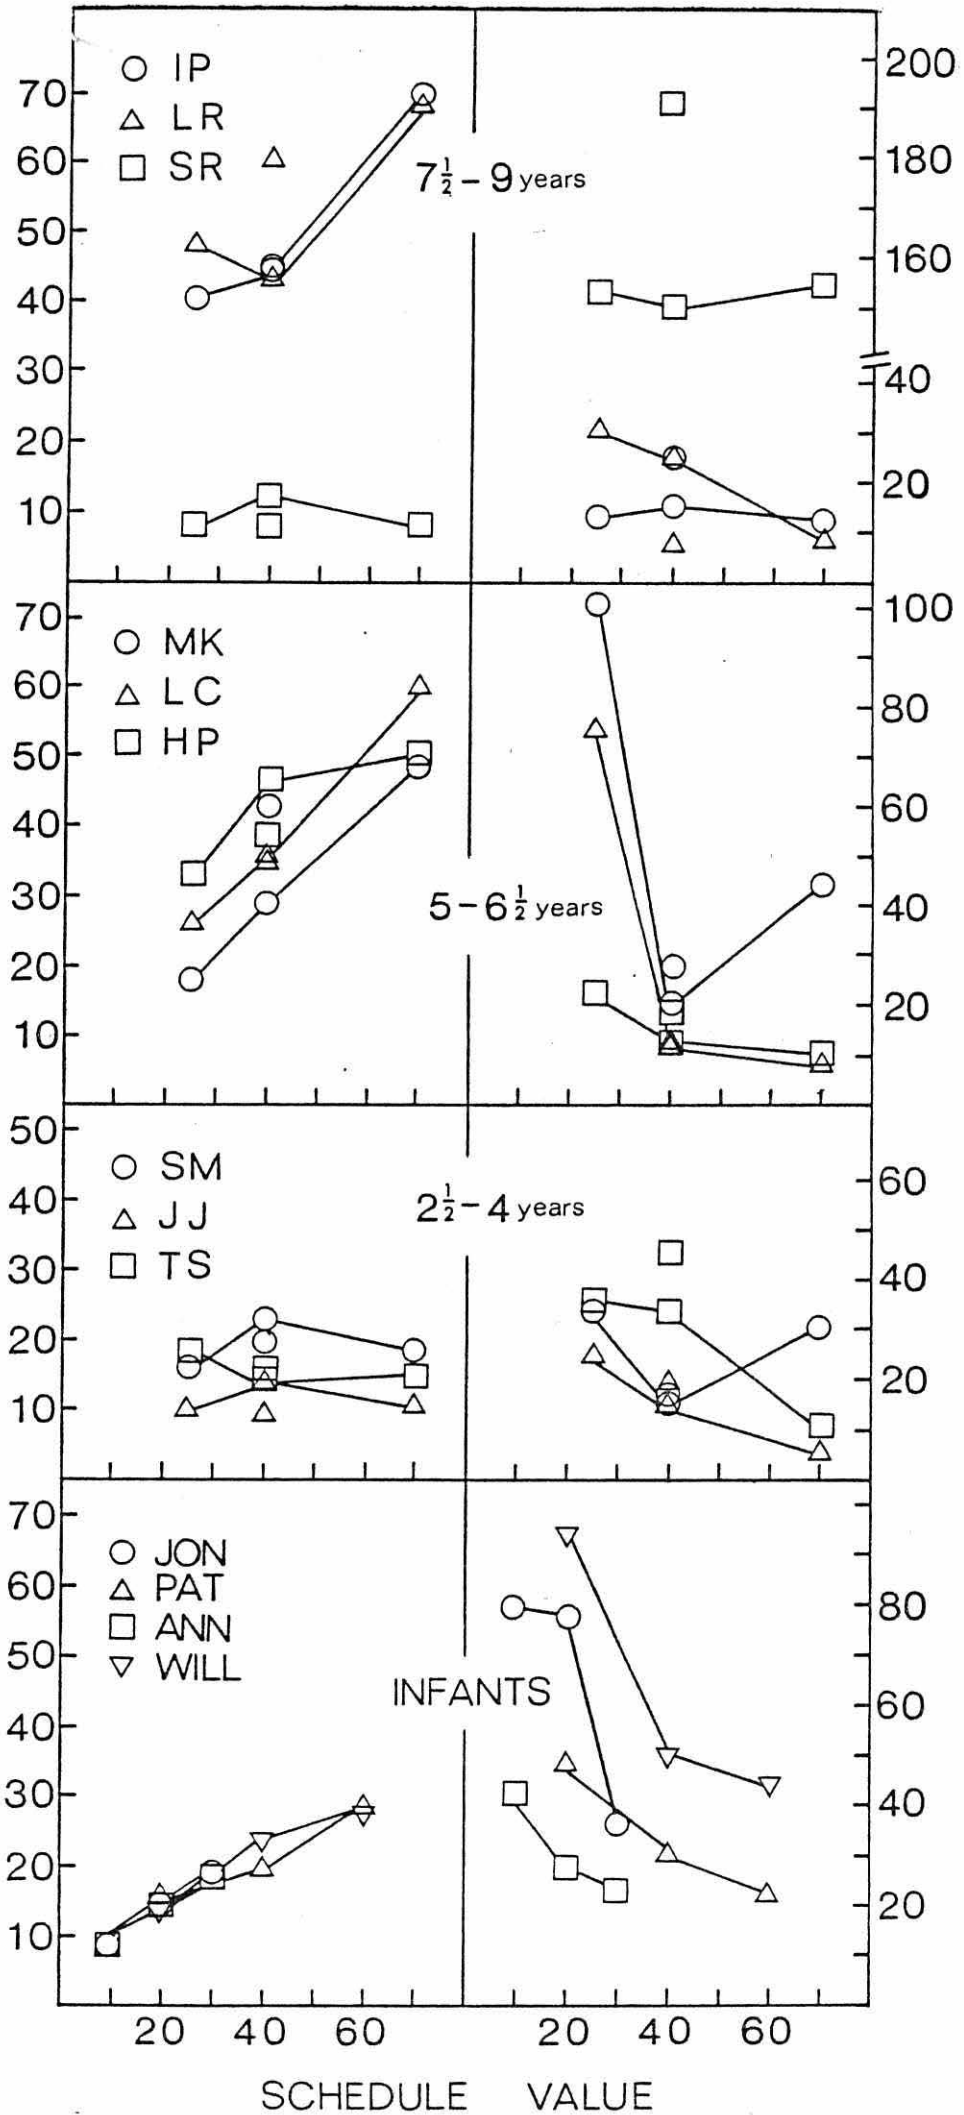 ○ IP
△ LR
□ SR
70
60
50
40
30
20
10
7½–9 years
200
180
160
40
20
○ MK
△ LC
□ HP
70
60
50
40
30
20
10
5–6½ years
100
80
60
40
20
○ SM
△ JJ
□ TS
50
40
30
20
10
2½–4 years
60
40
20
○ JON
△ PAT
□ ANN
▽ WILL
70
60
50
40
30
20
10
INFANTS
80
60
40
20
20 40 60 20 40 60
SCHEDULE VALUE